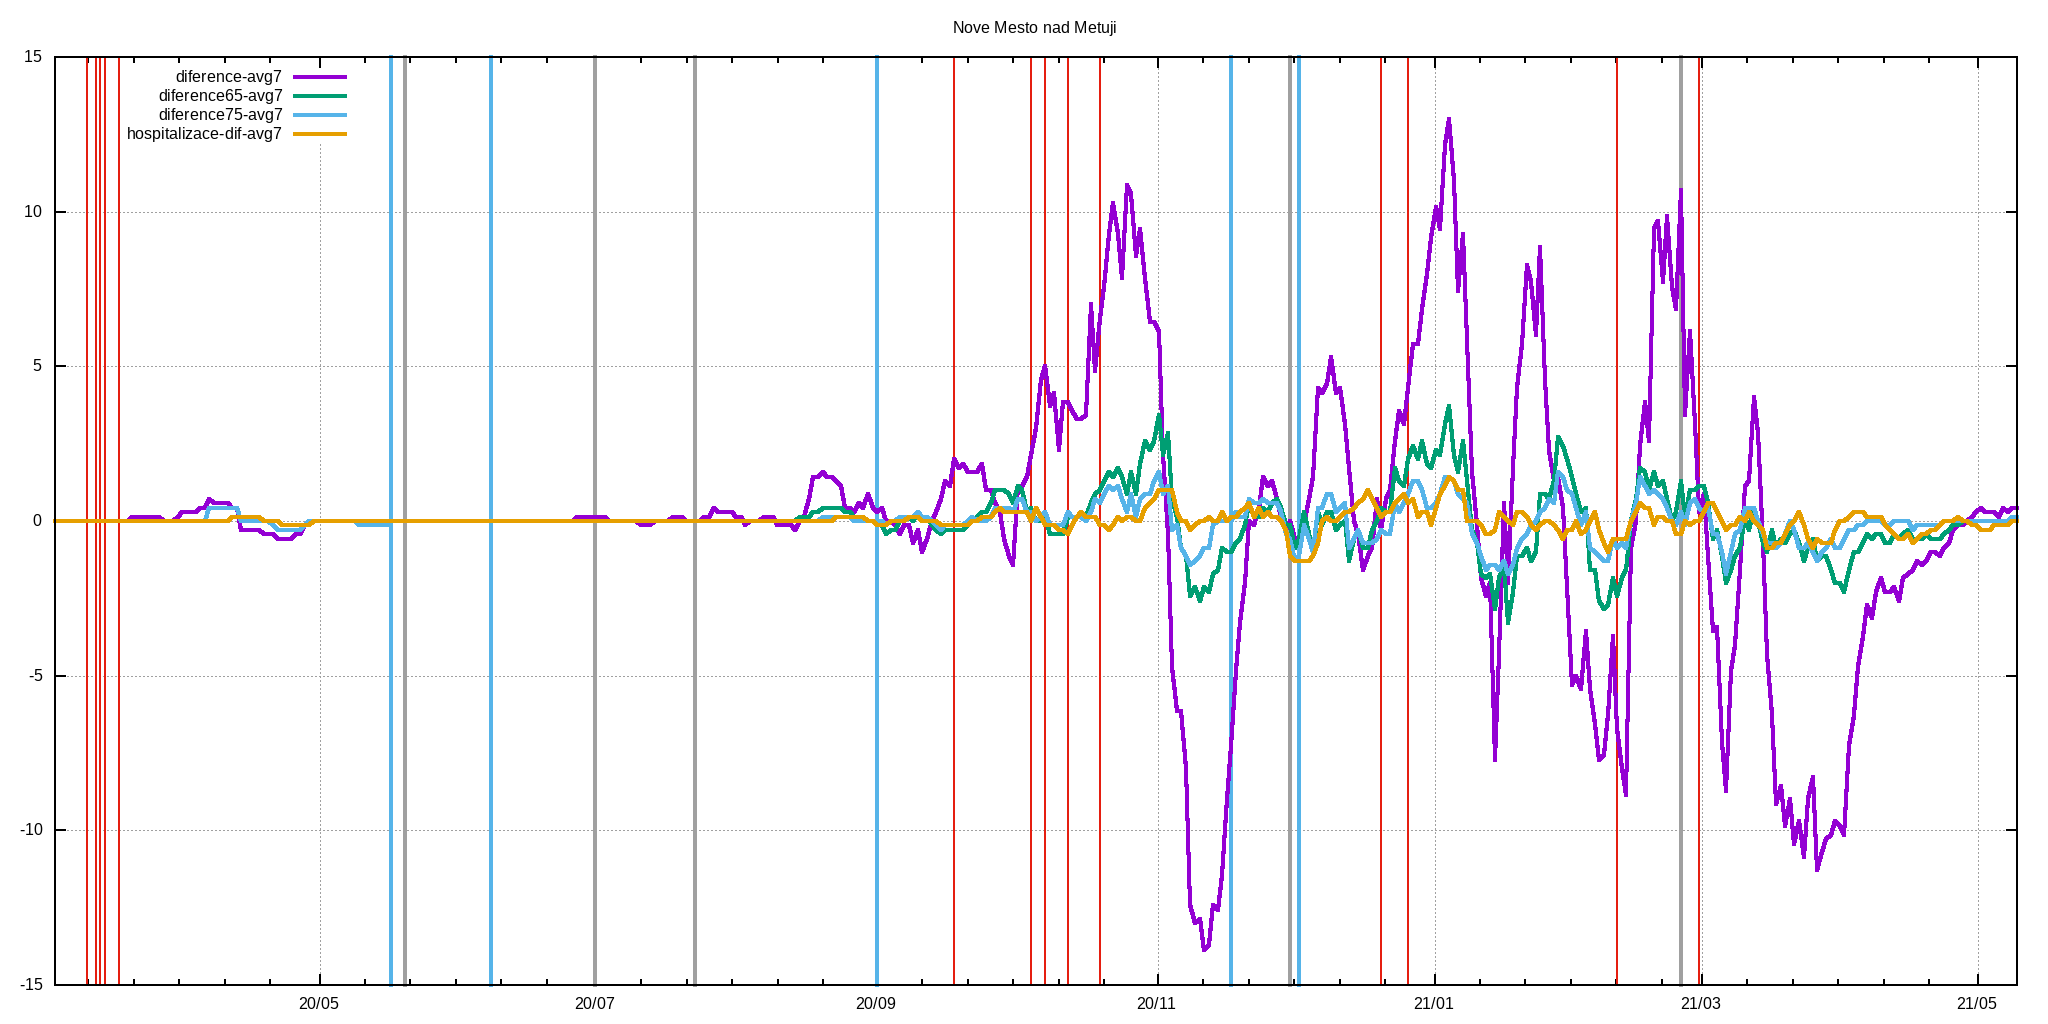 Nove Mesto nad Metuji
15
diference-avg7
diference65-avg7
diference75-avg7
hospitalizace-dif-avg7
10
5
0
-5
-10
-15
20/05 20/07 20/09 20/11 21/01 21/03 21/05